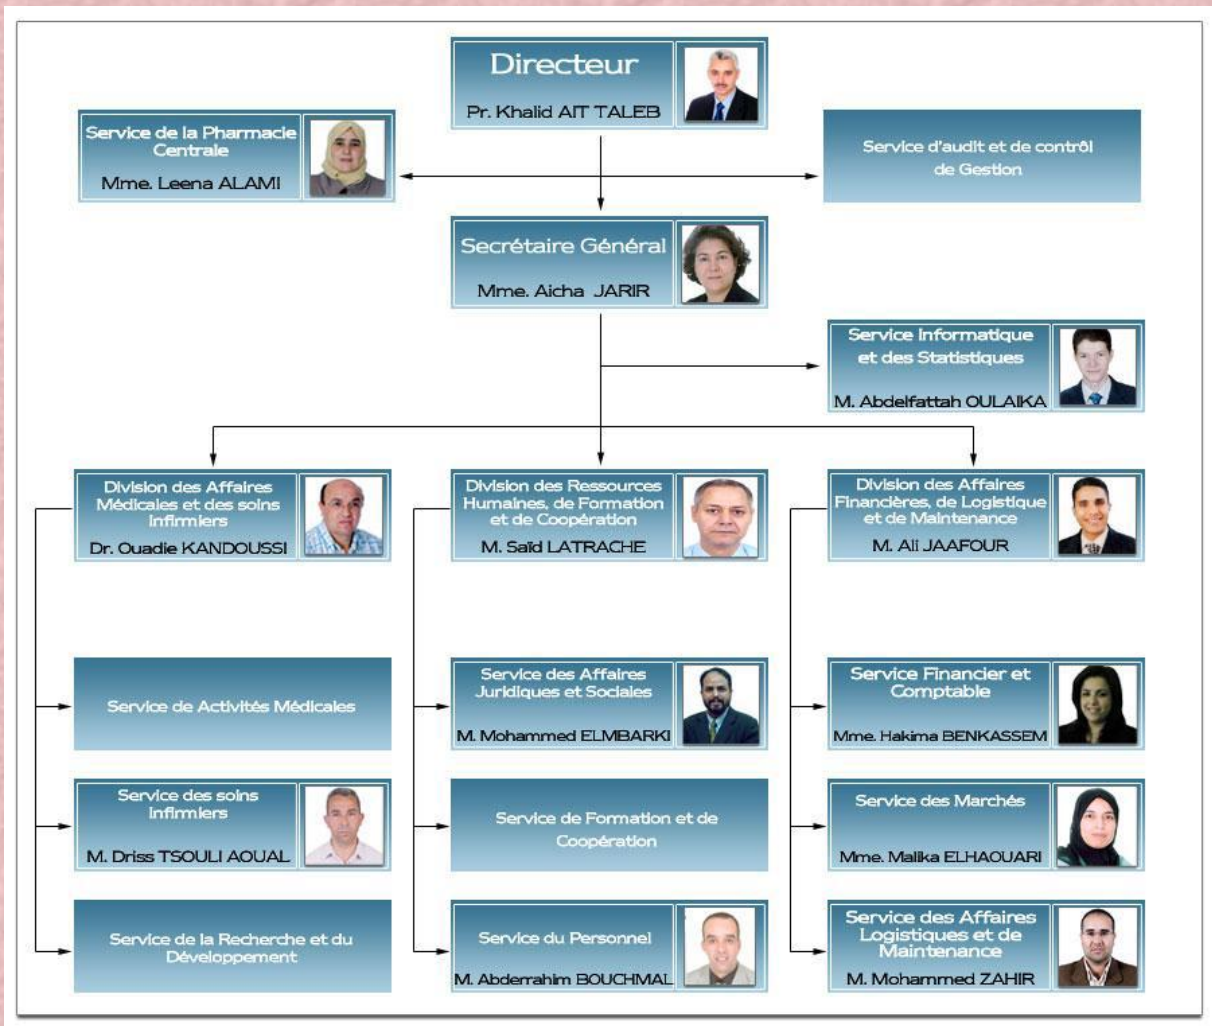 Directeur
Pr. Khalid AIT TALEB
Service de la Pharmacie
Centrale
Mme. Leena ALAMI
Service d'audit et de contrôl
de Gestion
Secrétaire Général
Mme. Aicha JARIR
Service Informatique
et des Statistiques
M. Abdelfattah OULAIKA
Division des Affaires
Médicales et des soins
Infirmiers
Dr. Ouadie KANDOUSSI
Division des Ressources
Humaines, de Formation
et de Coopération
M. Saïd LATRACHE
Division des Affaires
Financières, de Logistique
et de Maintenance
M. Ali JAAFOUR
Service de Activités Médicales
Service des Affaires
Juridiques et Sociales
M. Mohammed ELMBARKI
Service Financier et
Comptable
Mme. Hakima BENKASSEM
Service des soins
Infirmiers
M. Driss TSOULI AOUAL
Service de Formation et de
Coopération
Service des Marchés
Mme. Malika ELHAOUARI
Service de la Recherche et du
Développement
Service du Personnel
M. Abderrahim BOUCHMAL
Service des Affaires
Logistiques et de
Maintenance
M. Mohammed ZAHIR